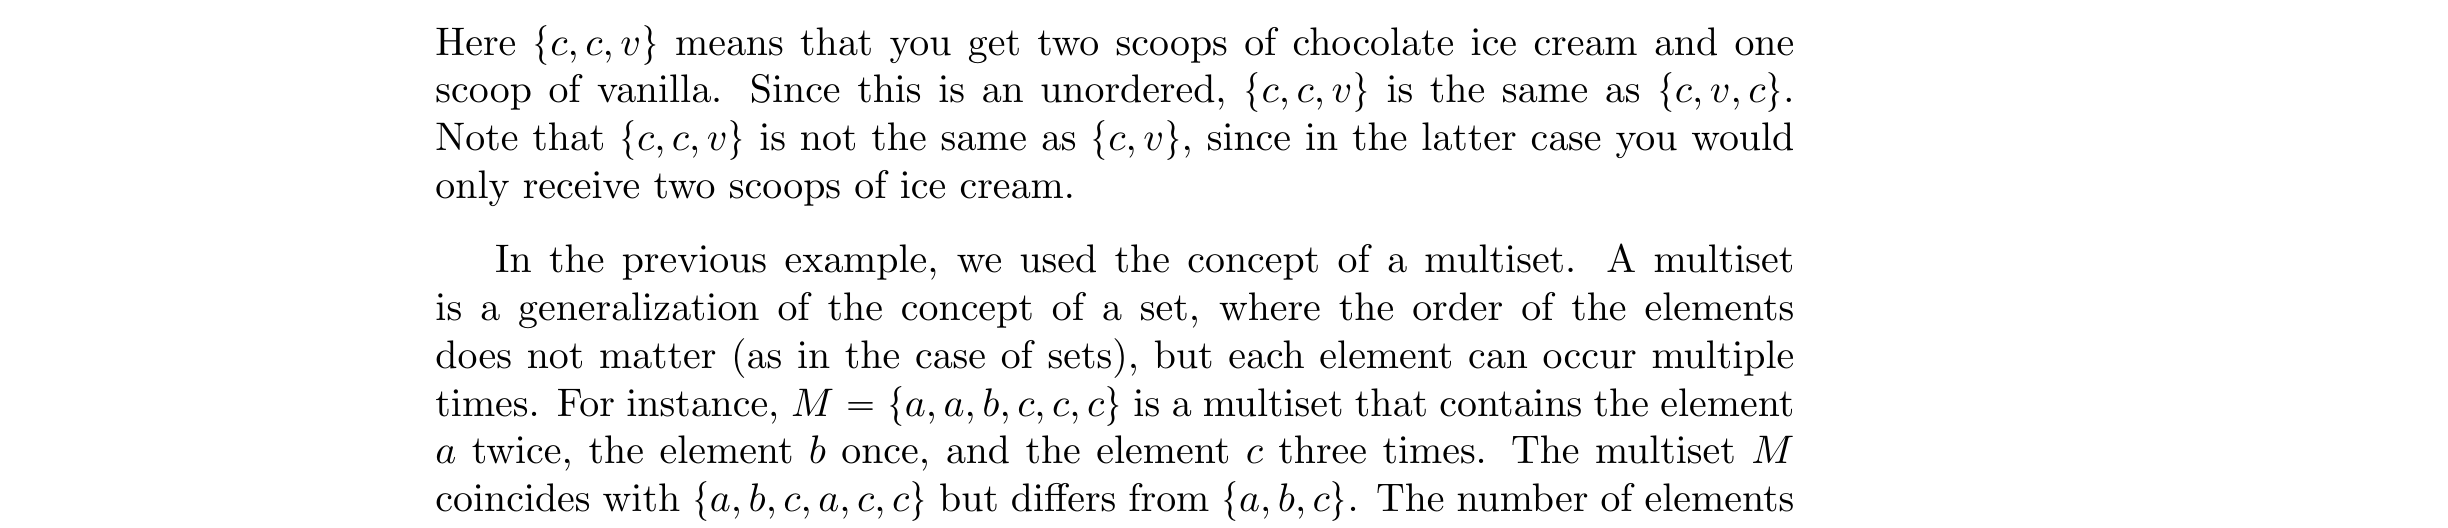 Here {c, c, v} means that you get two scoops of chocolate ice cream and one
scoop of vanilla. Since this is an unordered, {c, c, v} is the same as {c, v, c}.
Note that {c, c, v} is not the same as {c, v}, since in the latter case you would
only receive two scoops of ice cream.
In the previous example, we used the concept of a multiset. A multiset
is a generalization of the concept of a set, where the order of the elements
does not matter (as in the case of sets), but each element can occur multiple
times. For instance, M = {a, a, b, c, c, c} is a multiset that contains the element
a twice, the element b once, and the element c three times. The multiset M
coincides with {a, b, c, a, c, c} but differs from {a, b, c}. The number of elements